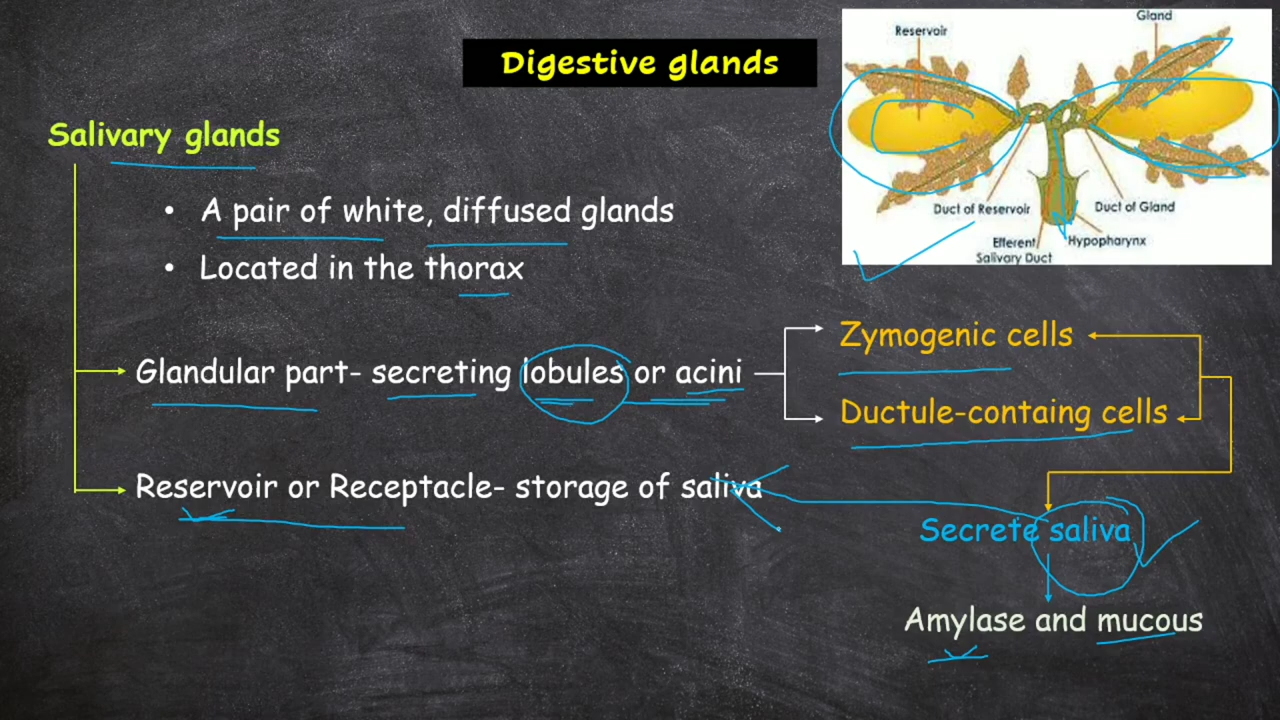 Digestive glands
Salivary glands
• A pair of white, diffused glands
• Located in the thorax
Glandular part- secreting lobules or acini
Zymogenic cells
Ductule-containg cells
Reservoir or Receptacle- storage of saliva
Secrete saliva
Amylase and mucous
Reservoir
Gland
Duct of Reservoir
Duct of Gland
Efferent
Salivary Duct
Hypopharynx